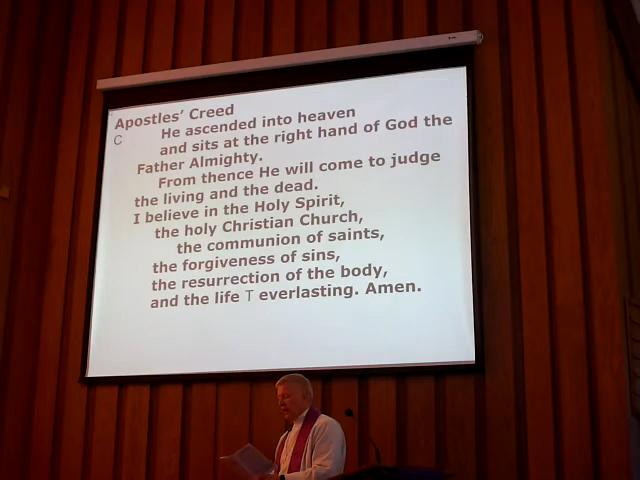 Apostles' Creed
C He ascended into heaven
and sits at the right hand of God the
Father Almighty.
From thence He will come to judge
the living and the dead.
I believe in the Holy Spirit,
the holy Christian Church,
the communion of saints,
the forgiveness of sins,
the resurrection of the body,
and the life T everlasting. Amen.